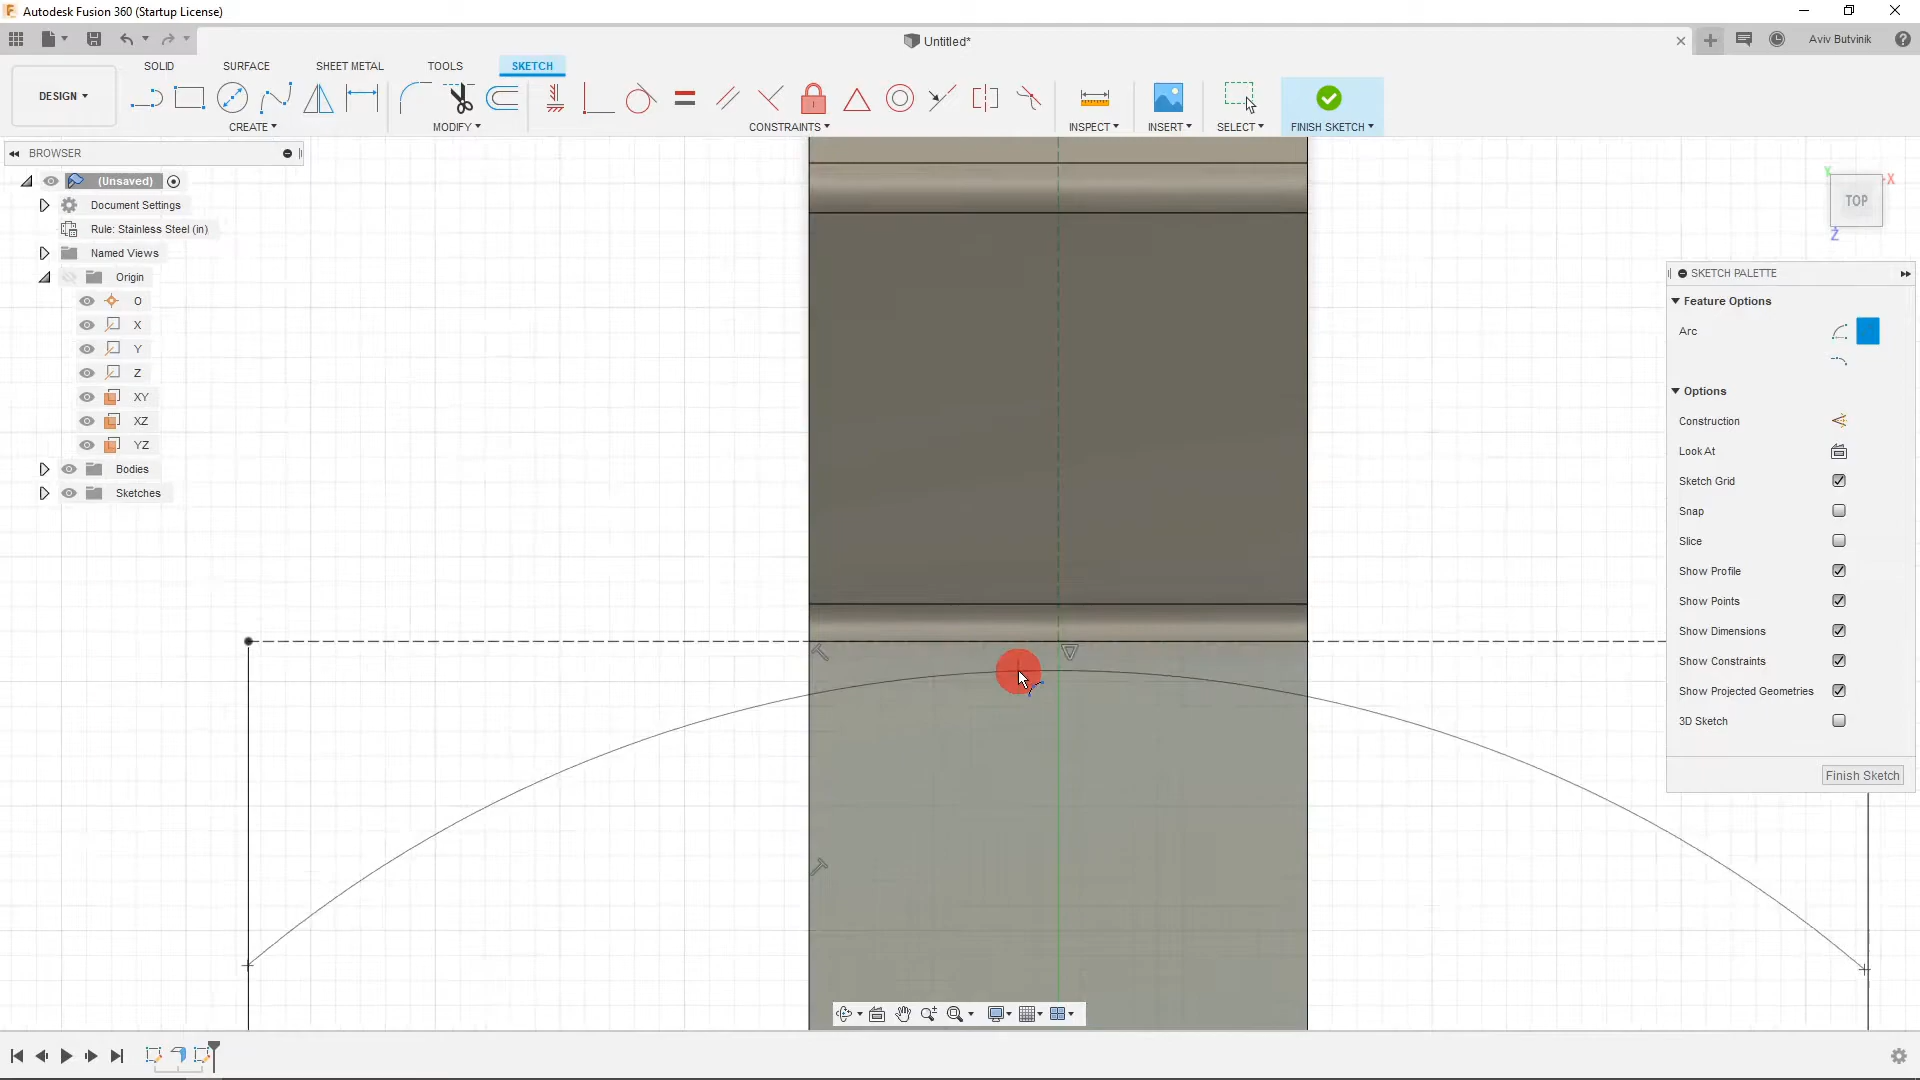 Autodesk Fusion 360 (Startup License)
Untitled*
Aviv Butvinik
DESIGN
SOLID SURFACE SHEET METAL TOOLS SKETCH
CREATE MODIFY CONSTRAINTS INSPECT INSERT SELECT FINISH SKETCH
BROWSER
(Unsaved)
Document Settings
Rule: Stainless Steel (in)
Named Views
Origin
O
X
Y
Z
XY
XZ
YZ
Bodies
Sketches
Y
X
TOP
Z
SKETCH PALETTE
Feature Options
Arc
Options
Construction
Look At
Sketch Grid
Snap
Slice
Show Profile
Show Points
Show Dimensions
Show Constraints
Show Projected Geometries
3D Sketch
Finish Sketch